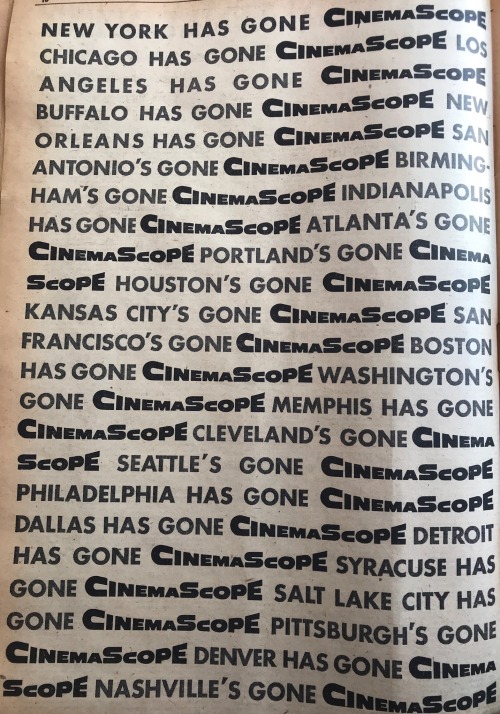 NEW YORK HAS GONE CINEMASCOPE
CHICAGO HAS GONE CINEMASCOPE LOS
ANGELES HAS GONE CINEMASCOPE
BUFFALO HAS GONE CINEMASCOPE NEW
ORLEANS HAS GONE CINEMASCOPE SAN
ANTONIO'S GONE CINEMASCOPE BIRMING-
HAM'S GONE CINEMASCOPE INDIANAPOLIS
HAS GONE CINEMASCOPE ATLANTA'S GONE
CINEMASCOPE PORTLAND'S GONE CINEMA
SCOPE HOUSTON'S GONE CINEMASCOPE
KANSAS CITY'S GONE CINEMASCOPE SAN
FRANCISCO'S GONE CINEMASCOPE BOSTON
HAS GONE CINEMASCOPE WASHINGTON'S
GONE CINEMASCOPE MEMPHIS HAS GONE
CINEMASCOPE CLEVELAND'S GONE CINEMA
SCOPE SEATTLE'S GONE CINEMASCOPE
PHILADELPHIA HAS GONE CINEMASCOPE
DALLAS HAS GONE CINEMASCOPE DETROIT
HAS GONE CINEMASCOPE SYRACUSE HAS
GONE CINEMASCOPE SALT LAKE CITY HAS
GONE CINEMASCOPE PITTSBURGH'S GONE
CINEMASCOPE DENVER HAS GONE CINEMA
SCOPE NASHVILLE'S GONE CINEMASCOPE